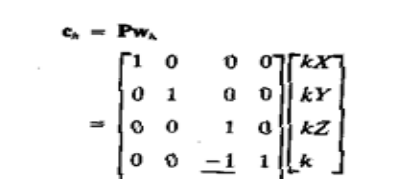 c_h = Pw_h
[1 0 0 0] [kX]
[0 1 0 0] [kY]
= [0 0 1 0] [kZ]
[0 0 -1 1] [k]